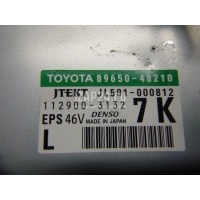 TOYOTA 89650-48210
JTEKT JL501-000812
112900-3132 7K
EPS 46V DENSO
MADE IN JAPAN
L